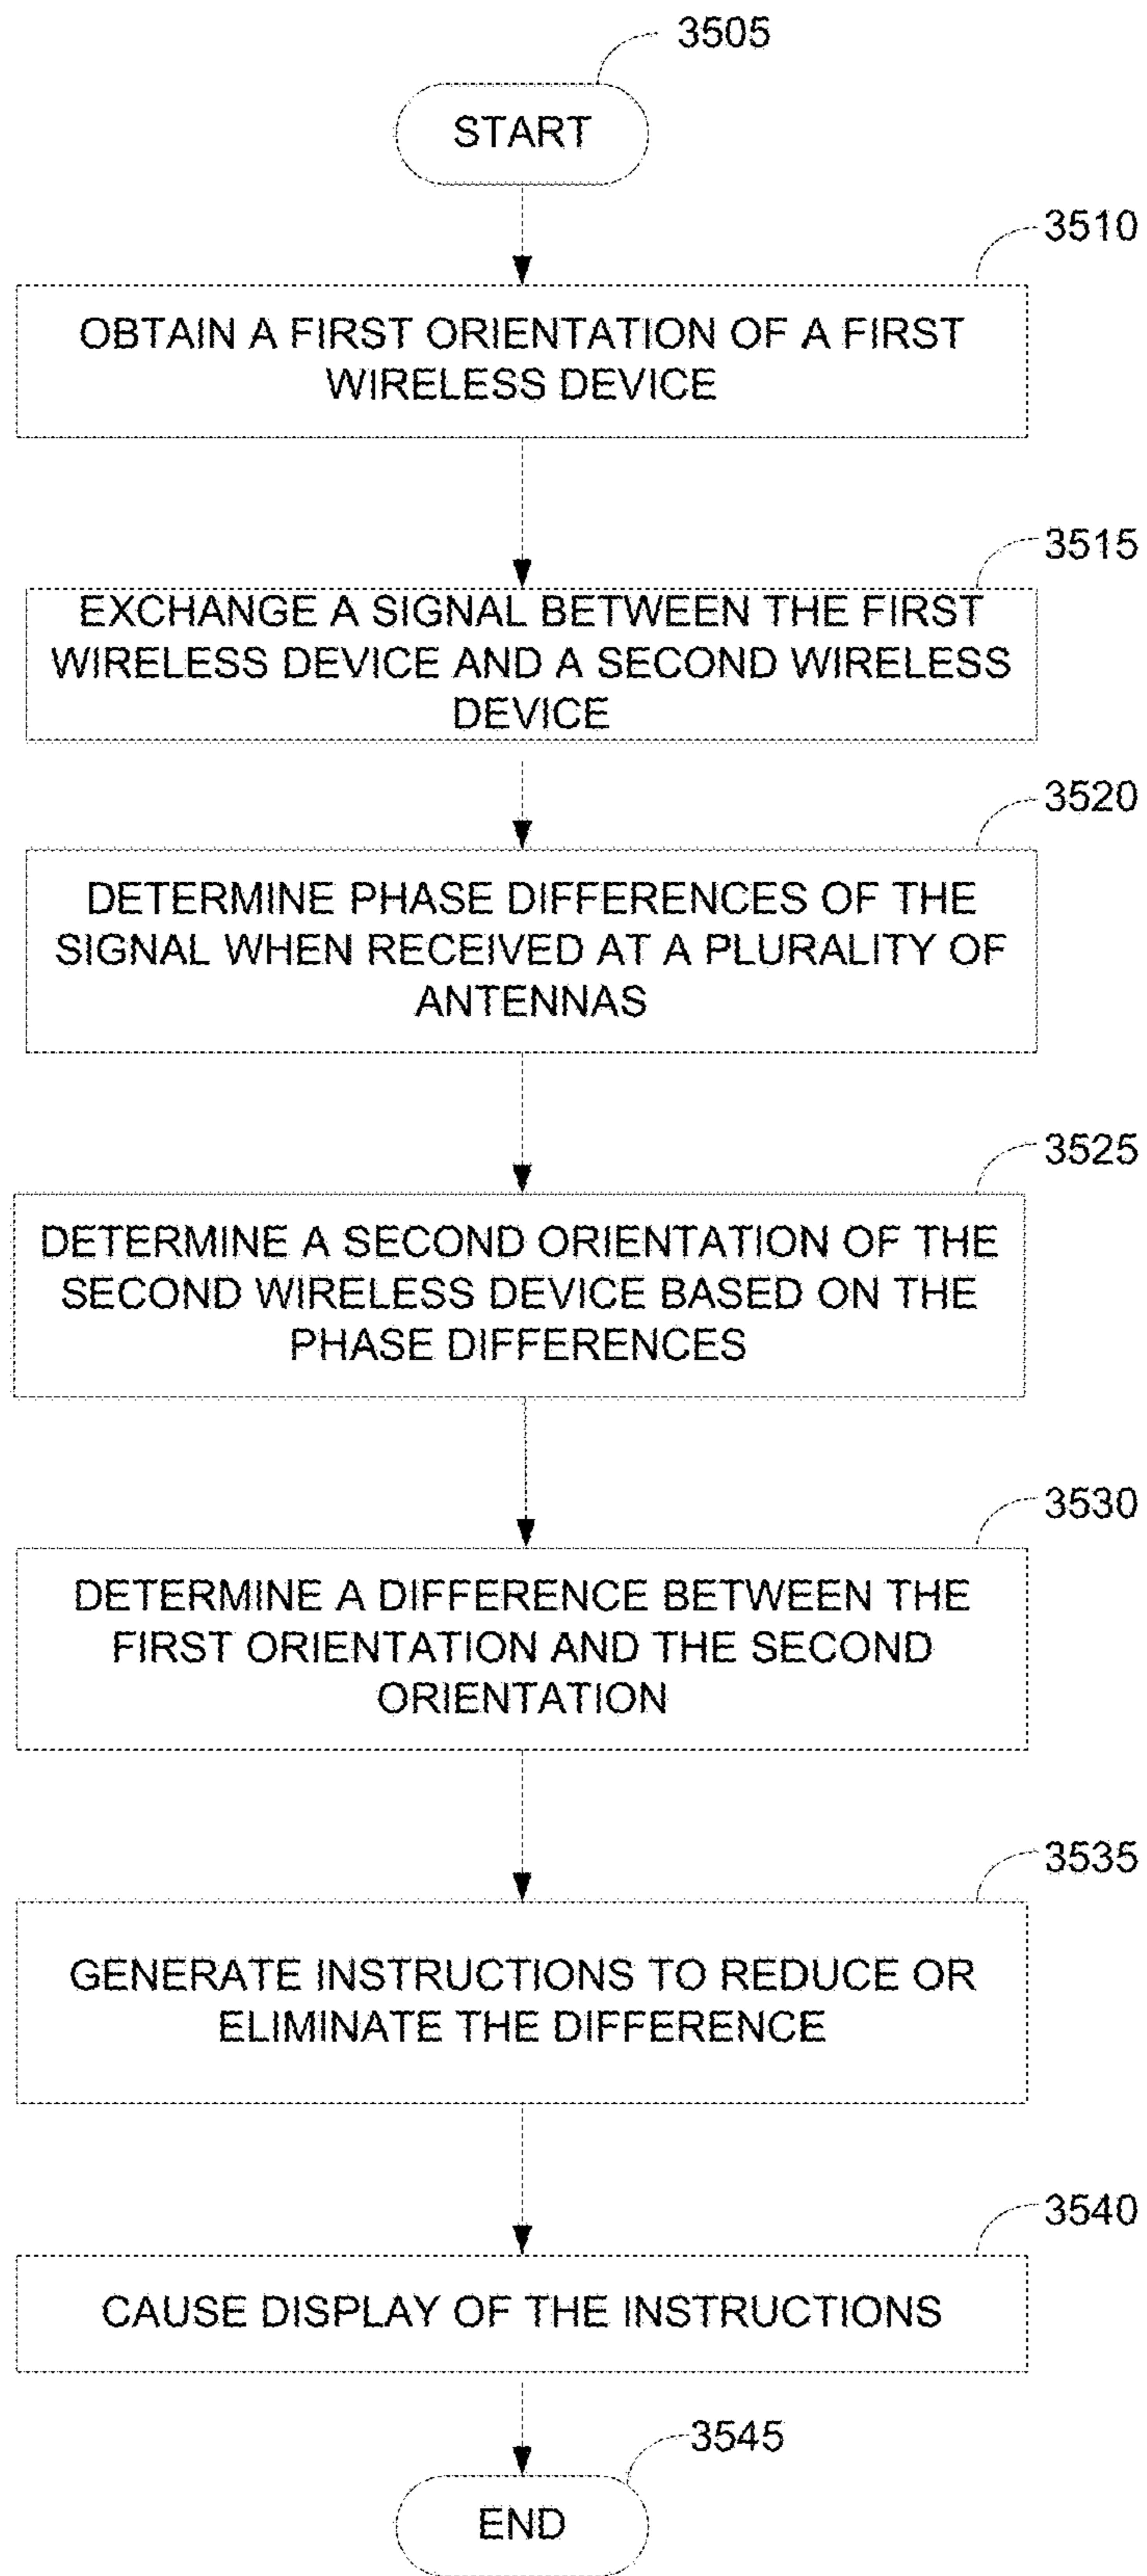 3505
START
3510
OBTAIN A FIRST ORIENTATION OF A FIRST
WIRELESS DEVICE
3515
EXCHANGE A SIGNAL BETWEEN THE FIRST
WIRELESS DEVICE AND A SECOND WIRELESS
DEVICE
3520
DETERMINE PHASE DIFFERENCES OF THE
SIGNAL WHEN RECEIVED AT A PLURALITY OF
ANTENNAS
3525
DETERMINE A SECOND ORIENTATION OF THE
SECOND WIRELESS DEVICE BASED ON THE
PHASE DIFFERENCES
3530
DETERMINE A DIFFERENCE BETWEEN THE
FIRST ORIENTATION AND THE SECOND
ORIENTATION
3535
GENERATE INSTRUCTIONS TO REDUCE OR
ELIMINATE THE DIFFERENCE
3540
CAUSE DISPLAY OF THE INSTRUCTIONS
3545
END